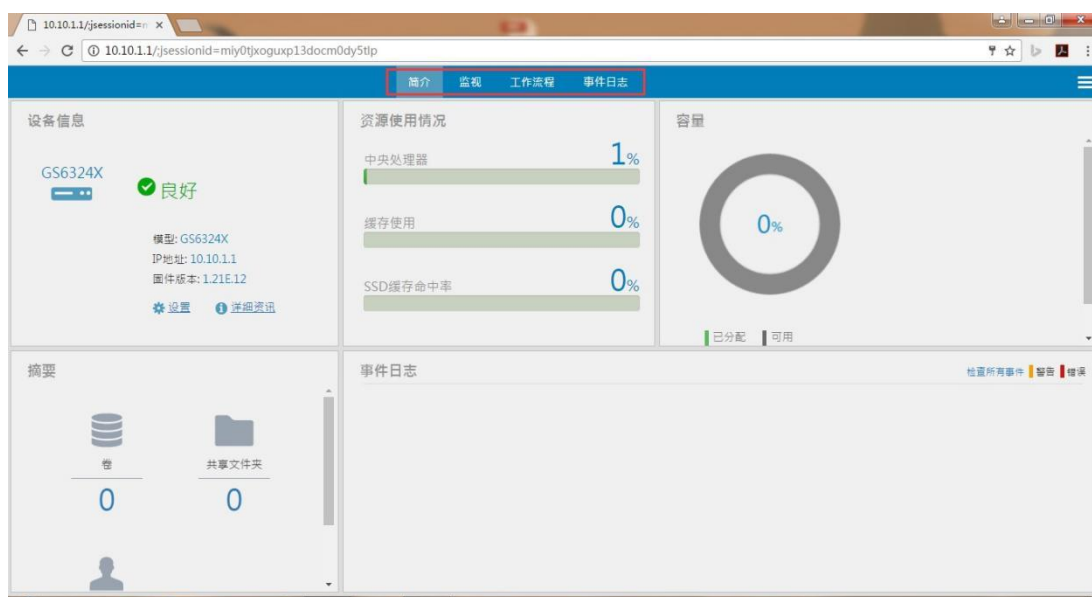 10.10.1.1/;jsessionid=m
10.10.1.1/;jsessionid=miy0tjxoguxp13docm0dy5tlp
简介 监视 工作流程 事件日志
设备信息
GS6324X
良好
模型: GS6324X
IP地址: 10.10.1.1
固件版本: 1.21E.12
设置 详细资讯
资源使用情况
中央处理器 1%
缓存使用 0%
SSD缓存命中率 0%
容量
0%
已分配 可用
摘要
卷 共享文件夹
0 0
事件日志
检查所有事件 警告 错误